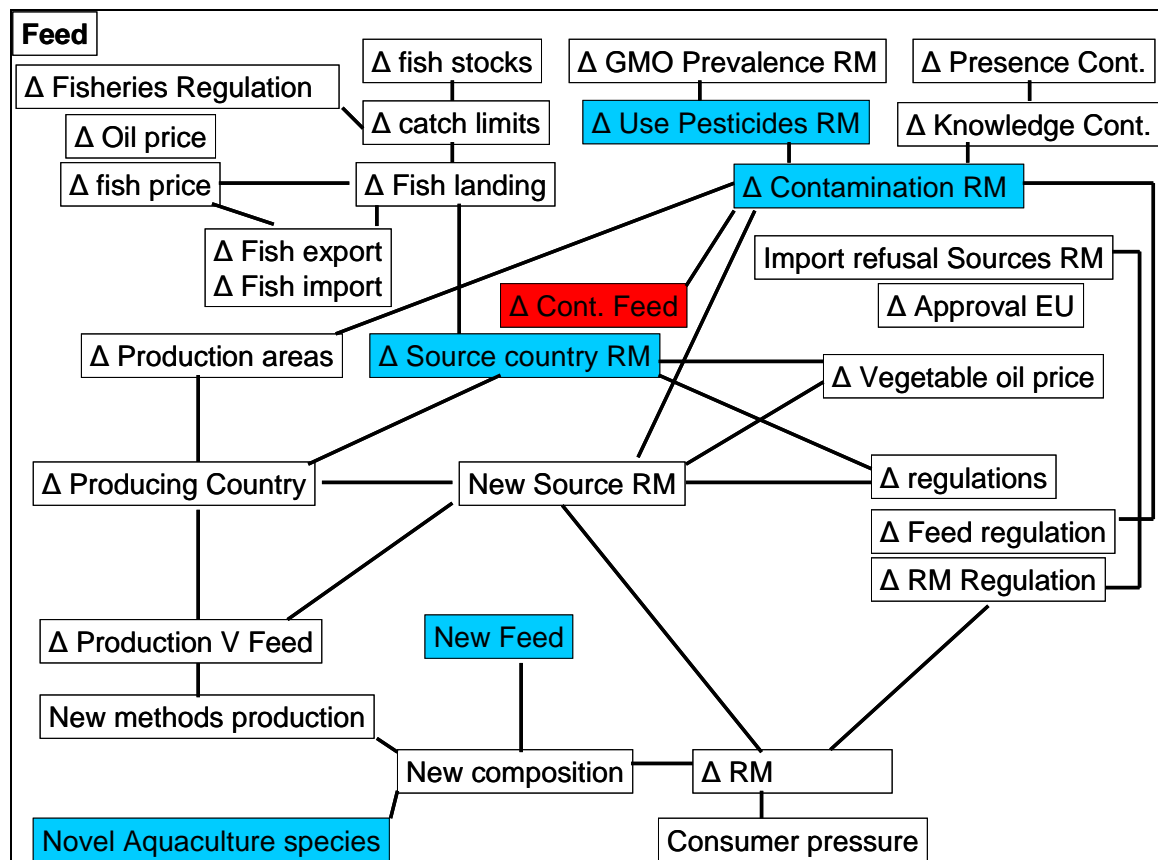 Feed
Δ fish stocks
Δ GMO Prevalence RM
Δ Presence Cont.
Δ Fisheries Regulation
Δ catch limits
Δ Use Pesticides RM
Δ Knowledge Cont.
Δ Oil price
Δ fish price
Δ Fish landing
Δ Contamination RM
Δ Fish export
Δ Fish import
Import refusal Sources RM
Δ Cont. Feed
Δ Approval EU
Δ Production areas
Δ Source country RM
Δ Vegetable oil price
Δ Producing Country
New Source RM
Δ regulations
Δ Feed regulation
Δ RM Regulation
Δ Production V Feed
New Feed
New methods production
New composition
Δ RM
Novel Aquaculture species
Consumer pressure